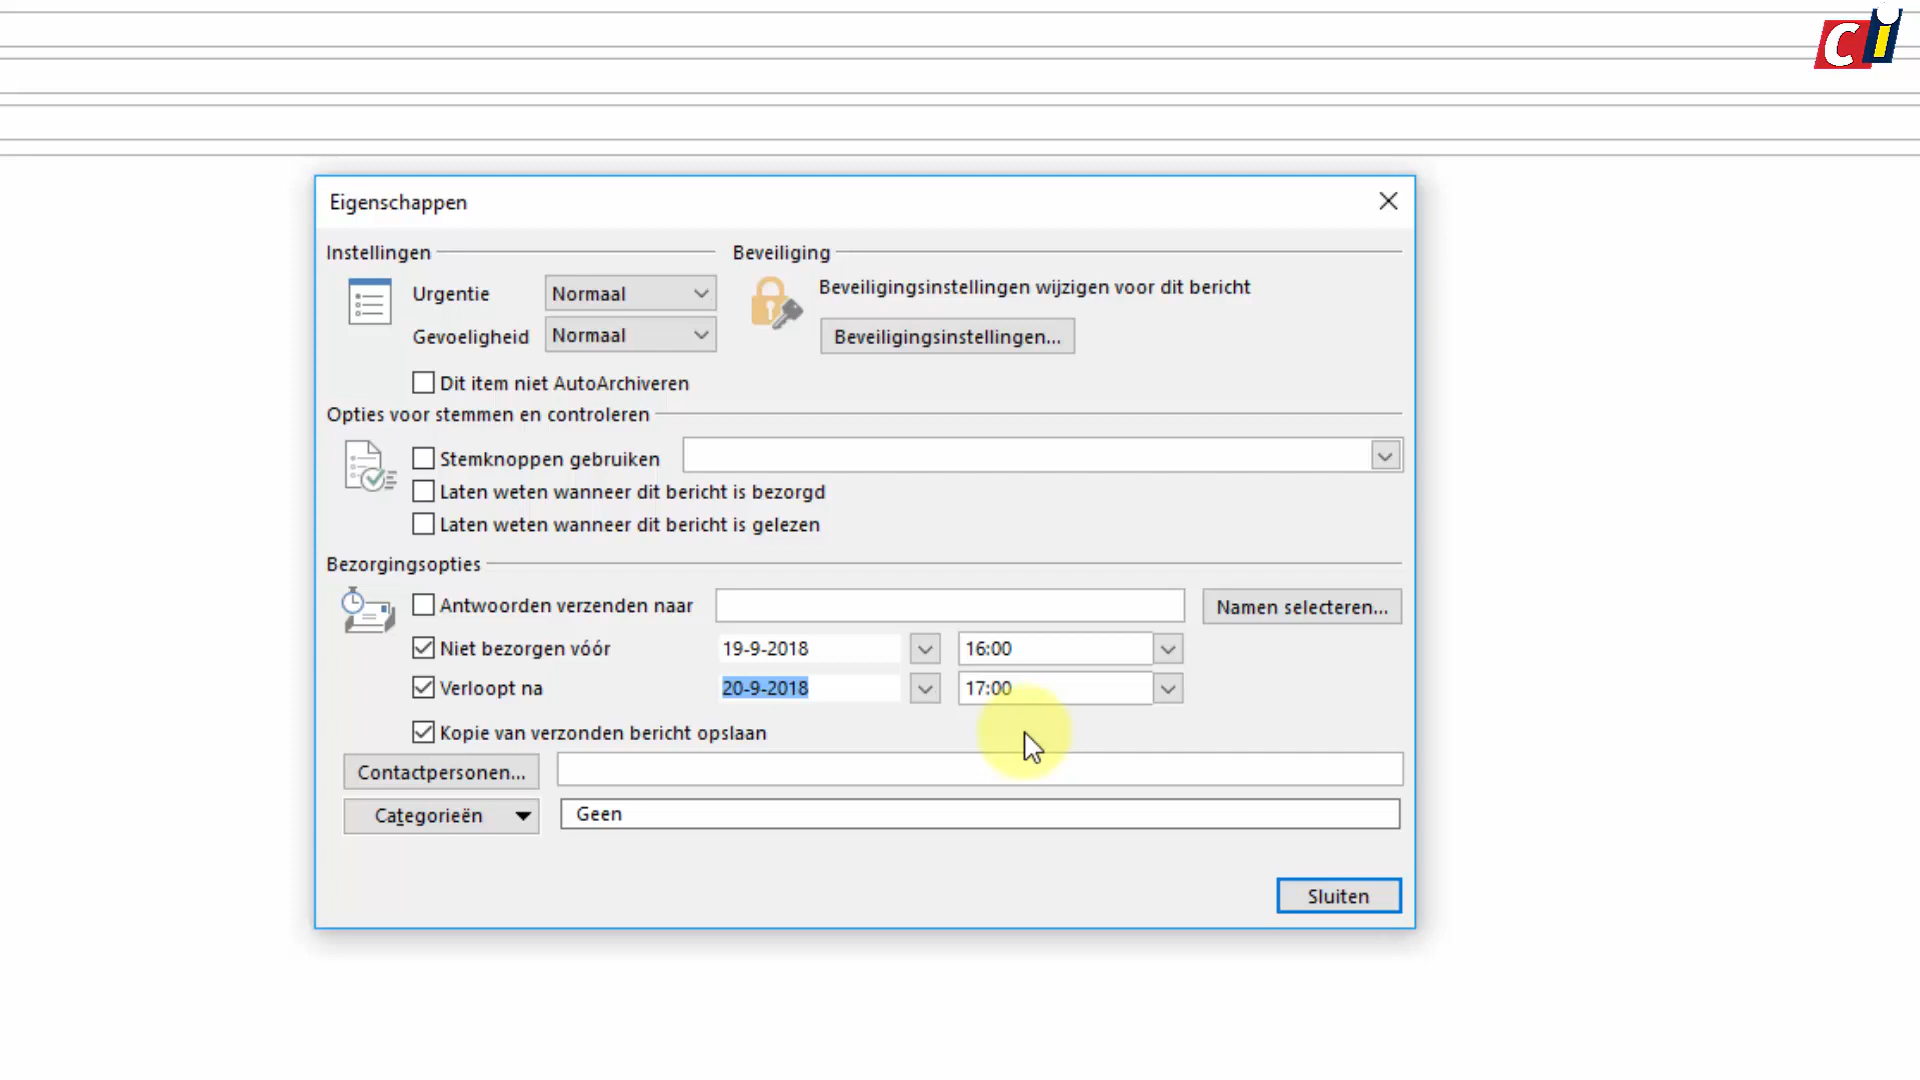 ci
Eigenschappen
Instellingen
Beveiliging
Urgentie Normaal
Beveiligingsinstellingen wijzigen voor dit bericht
Gevoeligheid Normaal
Beveiligingsinstellingen...
Dit item niet AutoArchiveren
Opties voor stemmen en controleren
Stemknoppen gebruiken
Laten weten wanneer dit bericht is bezorgd
Laten weten wanneer dit bericht is gelezen
Bezorgingsopties
Antwoorden verzenden naar
Namen selecteren...
Niet bezorgen vóór 19-9-2018 16:00
Verloopt na 20-9-2018 17:00
Kopie van verzonden bericht opslaan
Contactpersonen...
Categorieën Geen
Sluiten